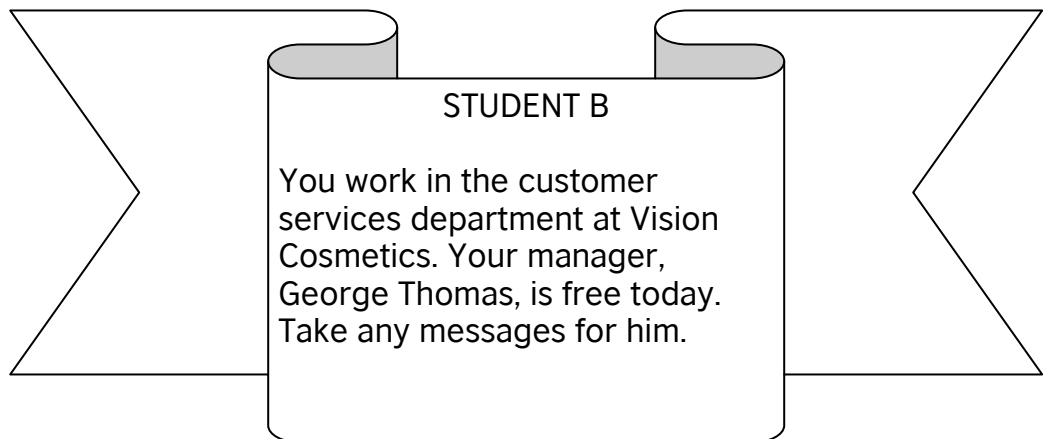 STUDENT B
You work in the customer
services department at Vision
Cosmetics. Your manager,
George Thomas, is free today.
Take any messages for him.